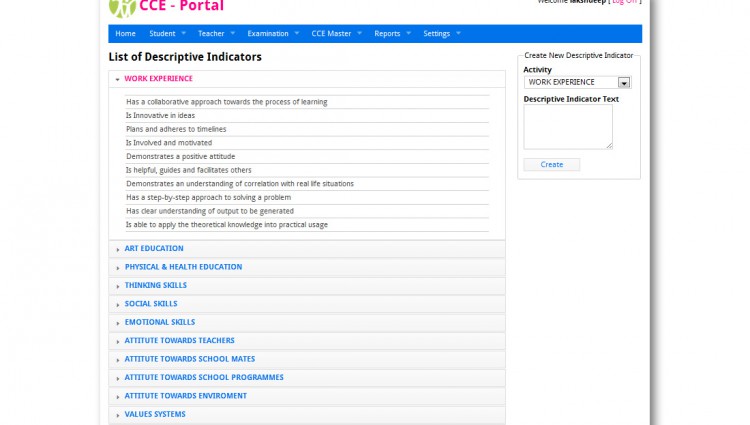 CCE - Portal
Welcome lakshdeep [ Log Off ]
Home Student Teacher Examination CCE Master Reports Settings
List of Descriptive Indicators
WORK EXPERIENCE
Has a collaborative approach towards the process of learning
Is Innovative in ideas
Plans and adheres to timelines
Is Involved and motivated
Demonstrates a positive attitude
Is helpful, guides and facilitates others
Demonstrates an understanding of correlation with real life situations
Has a step-by-step approach to solving a problem
Has clear understanding of output to be generated
Is able to apply the theoretical knowledge into practical usage
ART EDUCATION
PHYSICAL & HEALTH EDUCATION
THINKING SKILLS
SOCIAL SKILLS
EMOTIONAL SKILLS
ATTITUTE TOWARDS TEACHERS
ATTITUTE TOWARDS SCHOOL MATES
ATTITUTE TOWARDS SCHOOL PROGRAMMES
ATTITUTE TOWARDS ENVIROMENT
VALUES SYSTEMS
Create New Descriptive Indicator
Activity
WORK EXPERIENCE
Descriptive Indicator Text
Create